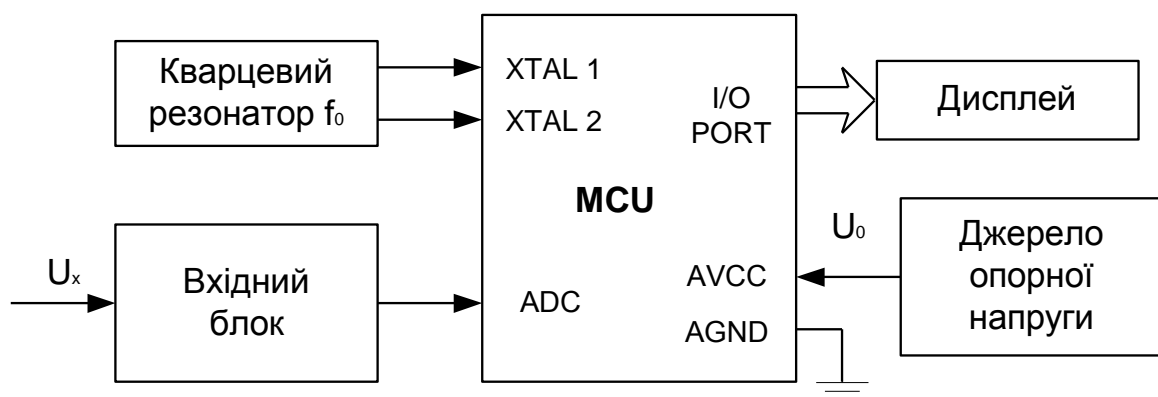 Кварцевий
резонатор f₀
XTAL 1
XTAL 2
I/O
PORT
Дисплей
MCU
Uₓ
Вхідний
блок
ADC
AVCC
AGND
U₀
Джерело
опорної
напруги